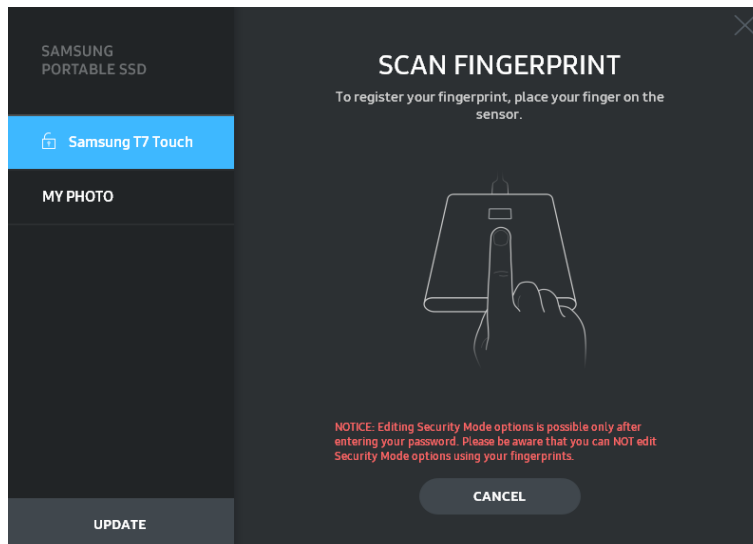 SAMSUNG
PORTABLE SSD
Samsung T7 Touch
MY PHOTO
UPDATE
SCAN FINGERPRINT
To register your fingerprint, place your finger on the
sensor.
NOTICE: Editing Security Mode options is possible only after
entering your password. Please be aware that you can NOT edit
Security Mode options using your fingerprints.
CANCEL